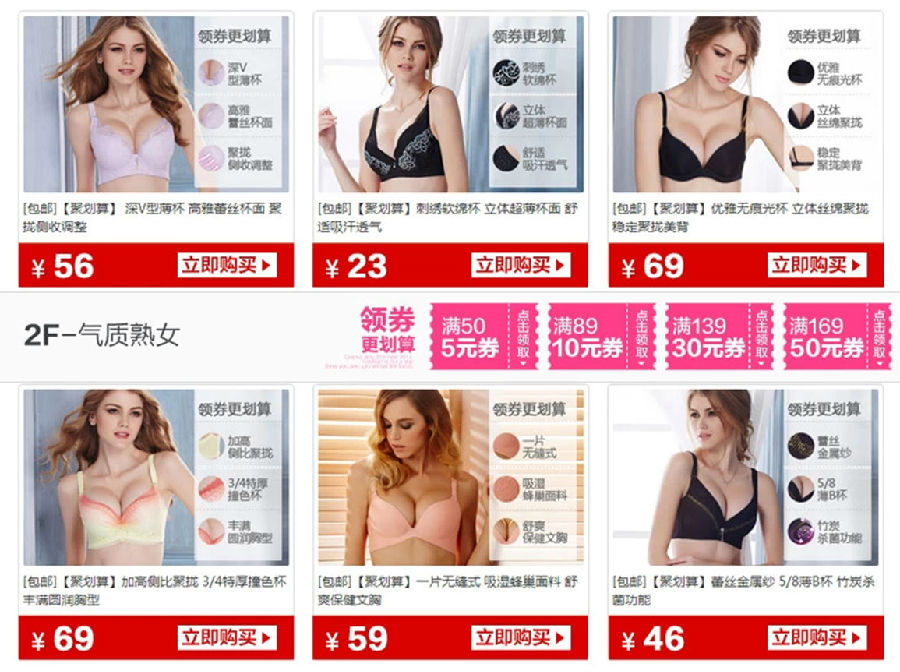 领券更划算
深V
型薄杯
高雅
蕾丝杯面
聚拢
侧收调整
[包邮]【聚划算】 深V型薄杯 高雅蕾丝杯面 聚
拢侧收调整
¥ 56 立即购买
领券更划算
刺绣
软绵杯
立体
超薄杯面
舒适
吸汗透气
[包邮]【聚划算】刺绣软绵杯 立体超薄杯面 舒
适吸汗透气
¥ 23 立即购买
领券更划算
优雅
无痕光杯
立体
丝绵聚拢
稳定
聚拢美背
[包邮]【聚划算】优雅无痕光杯 立体丝绵聚拢
稳定聚拢美背
¥ 69 立即购买
2F-气质熟女
领券
更划算
满50
5元券
点击领取
满89
10元券
点击领取
满139
30元券
点击领取
满169
50元券
点击领取
领券更划算
加高
侧比聚拢
3/4特厚
撞色杯
丰满
圆润胸型
[包邮]【聚划算】加高侧比聚拢 3/4特厚撞色杯
丰满圆润胸型
¥ 69 立即购买
领券更划算
一片
无缝式
吸湿
蜂巢面料
舒爽
保健文胸
[包邮]【聚划算】一片无缝式 吸湿蜂巢面料 舒
爽保健文胸
¥ 59 立即购买
领券更划算
蕾丝
金属纱
5/8
薄B杯
竹炭
杀菌功能
[包邮]【聚划算】蕾丝金属纱 5/8薄B杯 竹炭杀
菌功能
¥ 46 立即购买